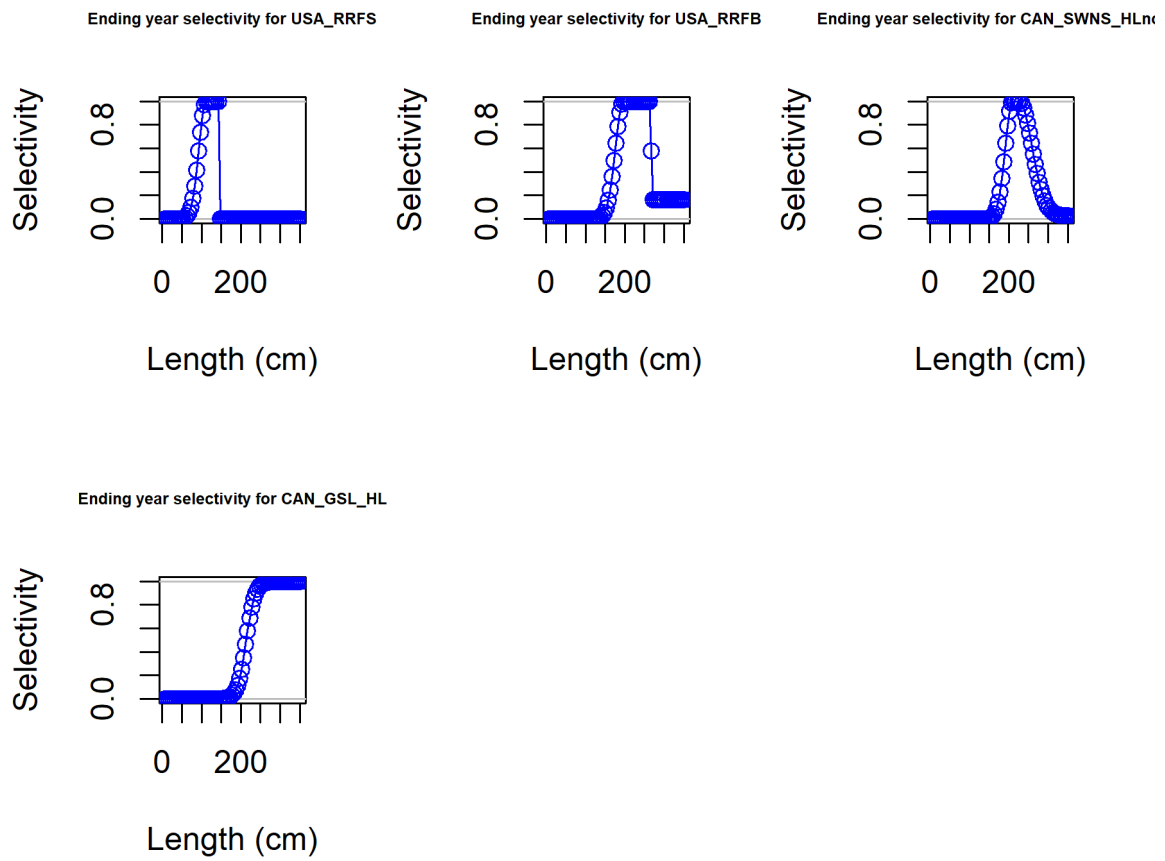 Ending year selectivity for USA_RRFS
Selectivity
0.0 0.8
0 200
Length (cm)
Ending year selectivity for USA_RRFB
Selectivity
0.0 0.8
0 200
Length (cm)
Ending year selectivity for CAN_SWNS_HLno
Selectivity
0.0 0.8
0 200
Length (cm)
Ending year selectivity for CAN_GSL_HL
Selectivity
0.0 0.8
0 200
Length (cm)